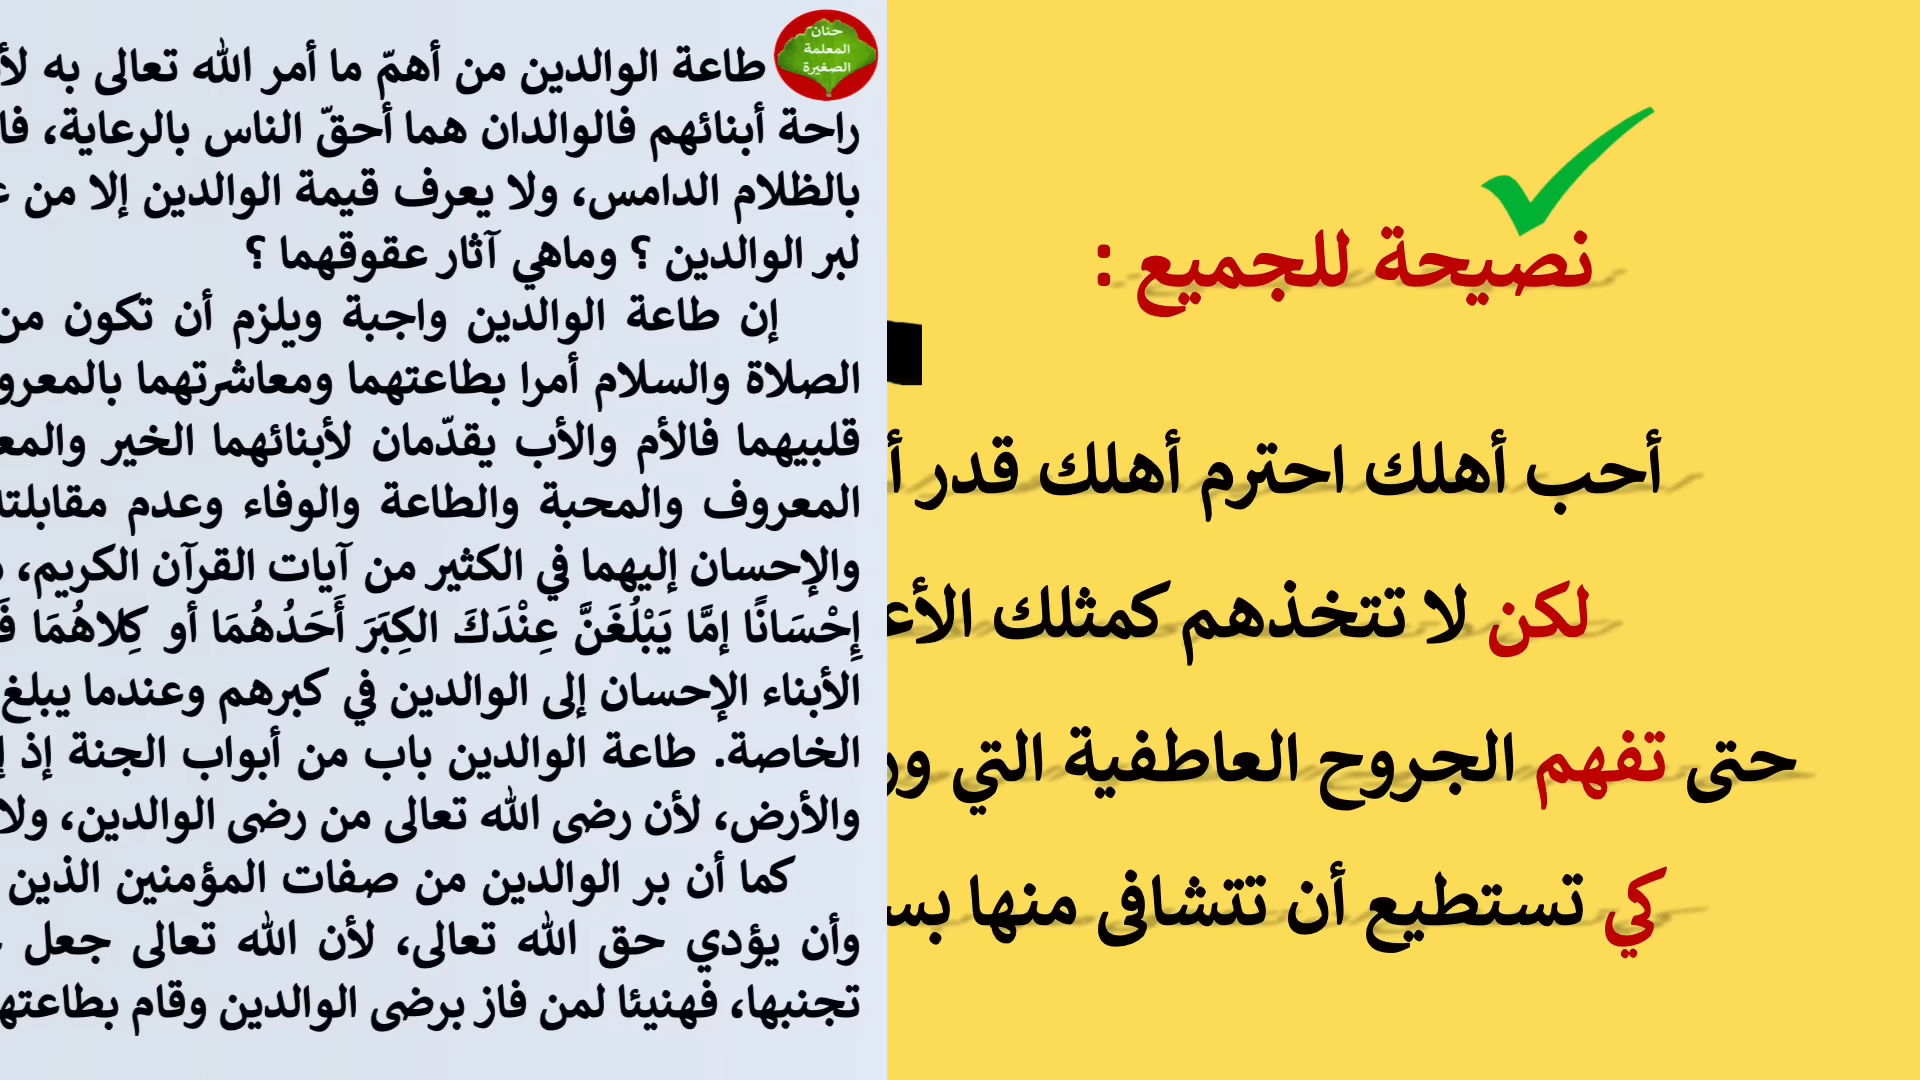 حنان
المعلمة
الصغيرة
طاعة الوالدين من أهمّ ما أمر الله تعالى به
راحة أبنائهم فالوالدان هما أحقّ الناس بالرعاية،
بالظلام الدامس، ولا يعرف قيمة الوالدين إلا من
لبر الوالدين ؟ وماهي آثار عقوقهما ؟
إن طاعة الوالدين واجبة ويلزم أن تكون من
الصلاة والسلام أمرا بطاعتهما ومعاشرتهما
قلبيهما فالأم والأب يقدّمان لأبنائهما الخير
المعروف والمحبة والطاعة والوفاء وعدم
والإحسان إليهما في الكثير من آيات القرآن الكريم،
إِحْسَانًا إمَّا يَبْلُغَنَّ عِنْدَكَ الكِبَرَ أَحَدُهُمَا أو كِلاهُمَا
الأبناء الإحسان إلى الوالدين في كبرهم وعندما يبلغ
الخاصة. طاعة الوالدين باب من أبواب الجنة إذ
والأرض، لأن رضى الله تعالى من رضى الوالدين، ولا
كما أن بر الوالدين من صفات المؤمنين الذين
وأن يؤدي حق الله تعالى، لأن الله تعالى جعل
تجنبها، فهنيئا لمن فاز برضى الوالدين وقام
نصيحة للجميع :
أحب أهلك احترم أهلك قدر
لكن لا تتخذهم كمثلك
حتى تفهم الجروح العاطفية التي
كي تستطيع أن تتشافى منها